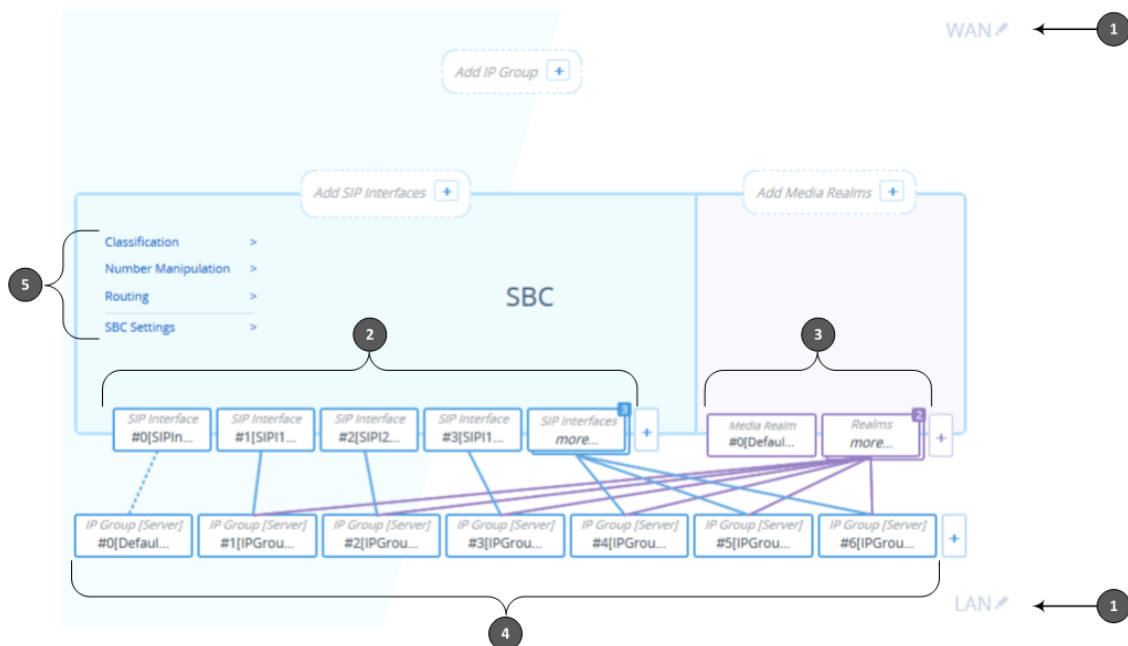 WAN
1
Add IP Group +
Add SIP Interfaces +
Add Media Realms +
Classification >
Number Manipulation >
Routing >
SBC Settings >
5
SBC
2
3
SIP Interface
#0[SIPIn...
SIP Interface
#1[SIPI1...
SIP Interface
#2[SIPI2...
SIP Interface
#3[SIPI1...
3
SIP Interfaces
more...
+
Media Realm
#0[Defaul...
2
Realms
more...
+
IP Group [Server]
#0[Defaul...
IP Group [Server]
#1[IPGrou...
IP Group [Server]
#2[IPGrou...
IP Group [Server]
#3[IPGrou...
IP Group [Server]
#4[IPGrou...
IP Group [Server]
#5[IPGrou...
IP Group [Server]
#6[IPGrou...
+
4
LAN
1